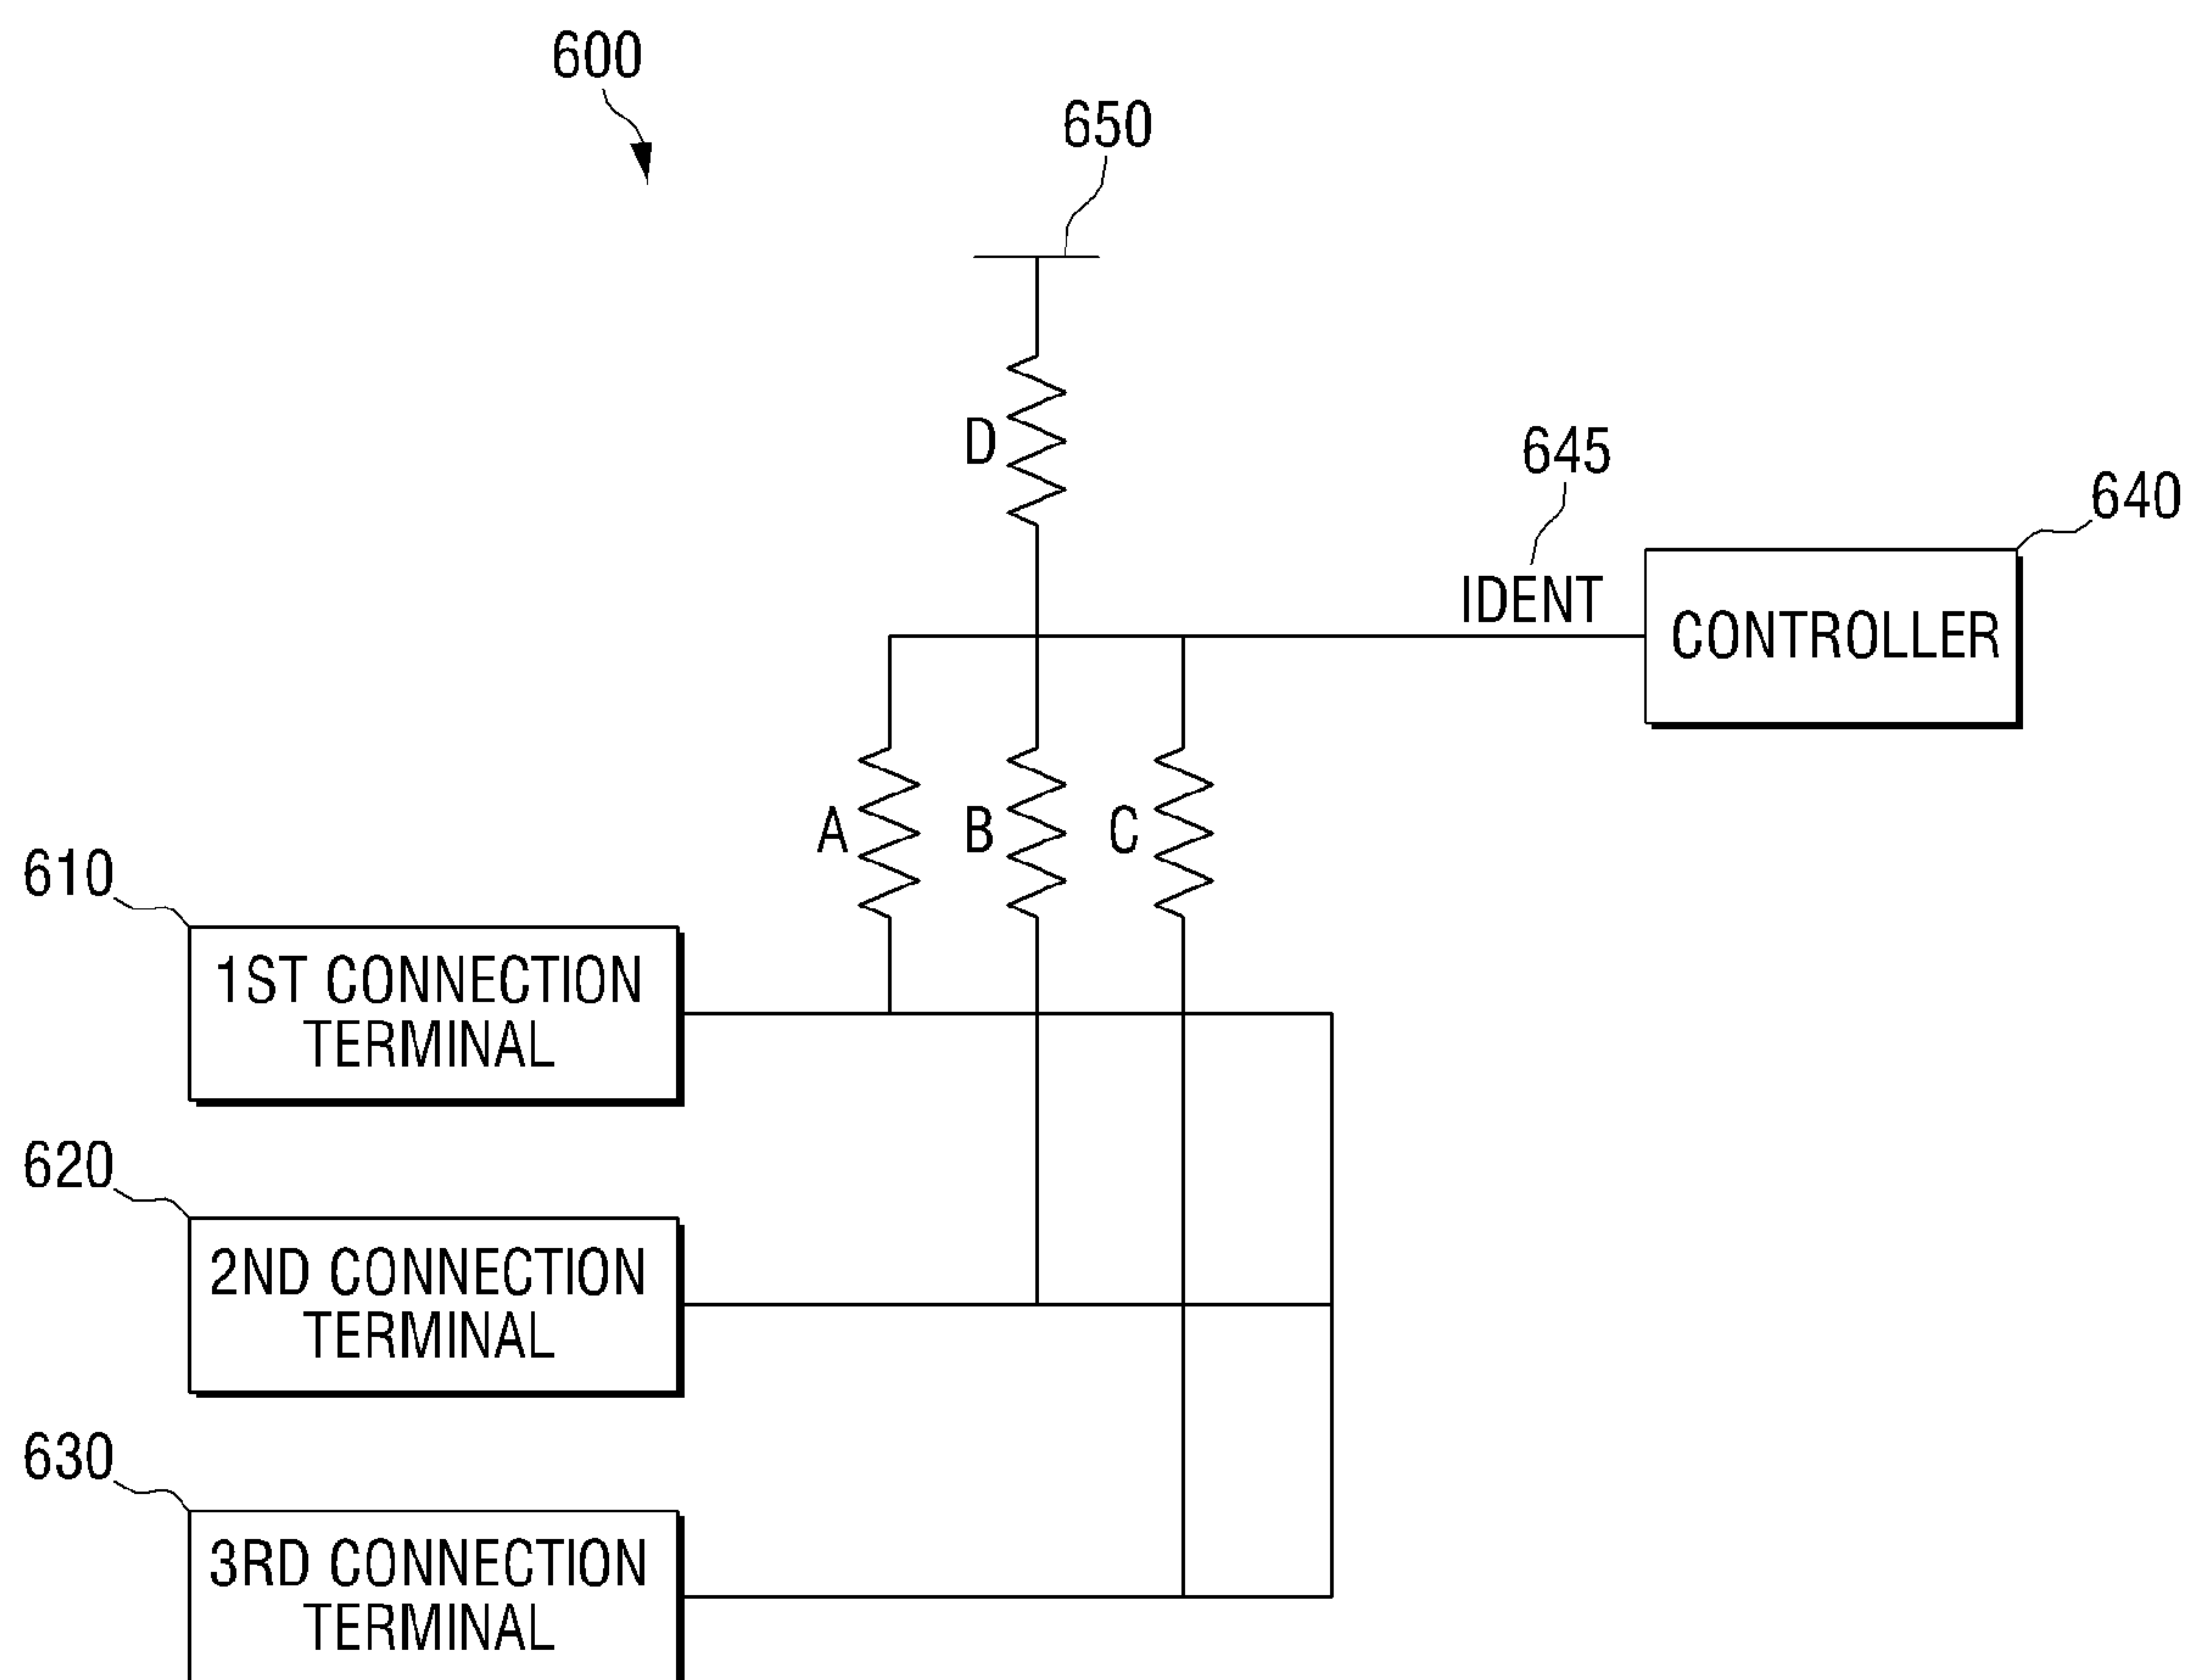 600
650
D
645
640
IDENT
CONTROLLER
A
B
C
610
1ST CONNECTION
TERMINAL
620
2ND CONNECTION
TERMINAL
630
3RD CONNECTION
TERMINAL